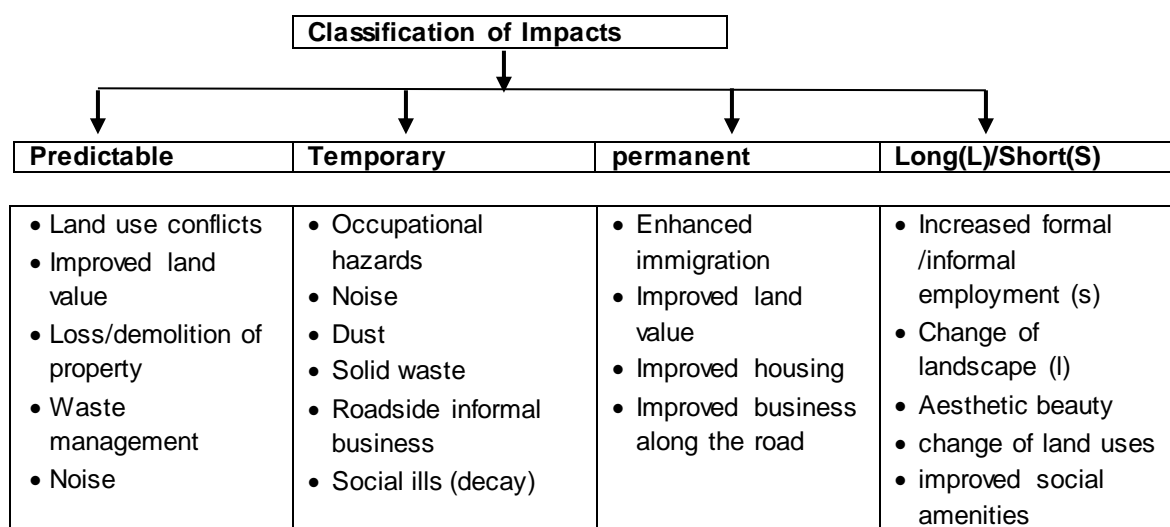 Classification of Impacts
Predictable
Temporary
permanent
Long(L)/Short(S)
• Land use conflicts
• Improved land
value
• Loss/demolition of
property
• Waste
management
• Noise
• Occupational
hazards
• Noise
• Dust
• Solid waste
• Roadside informal
business
• Social ills (decay)
• Enhanced
immigration
• Improved land
value
• Improved housing
• Improved business
along the road
• Increased formal
/informal
employment (s)
• Change of
landscape (l)
• Aesthetic beauty
• change of land uses
• improved social
amenities